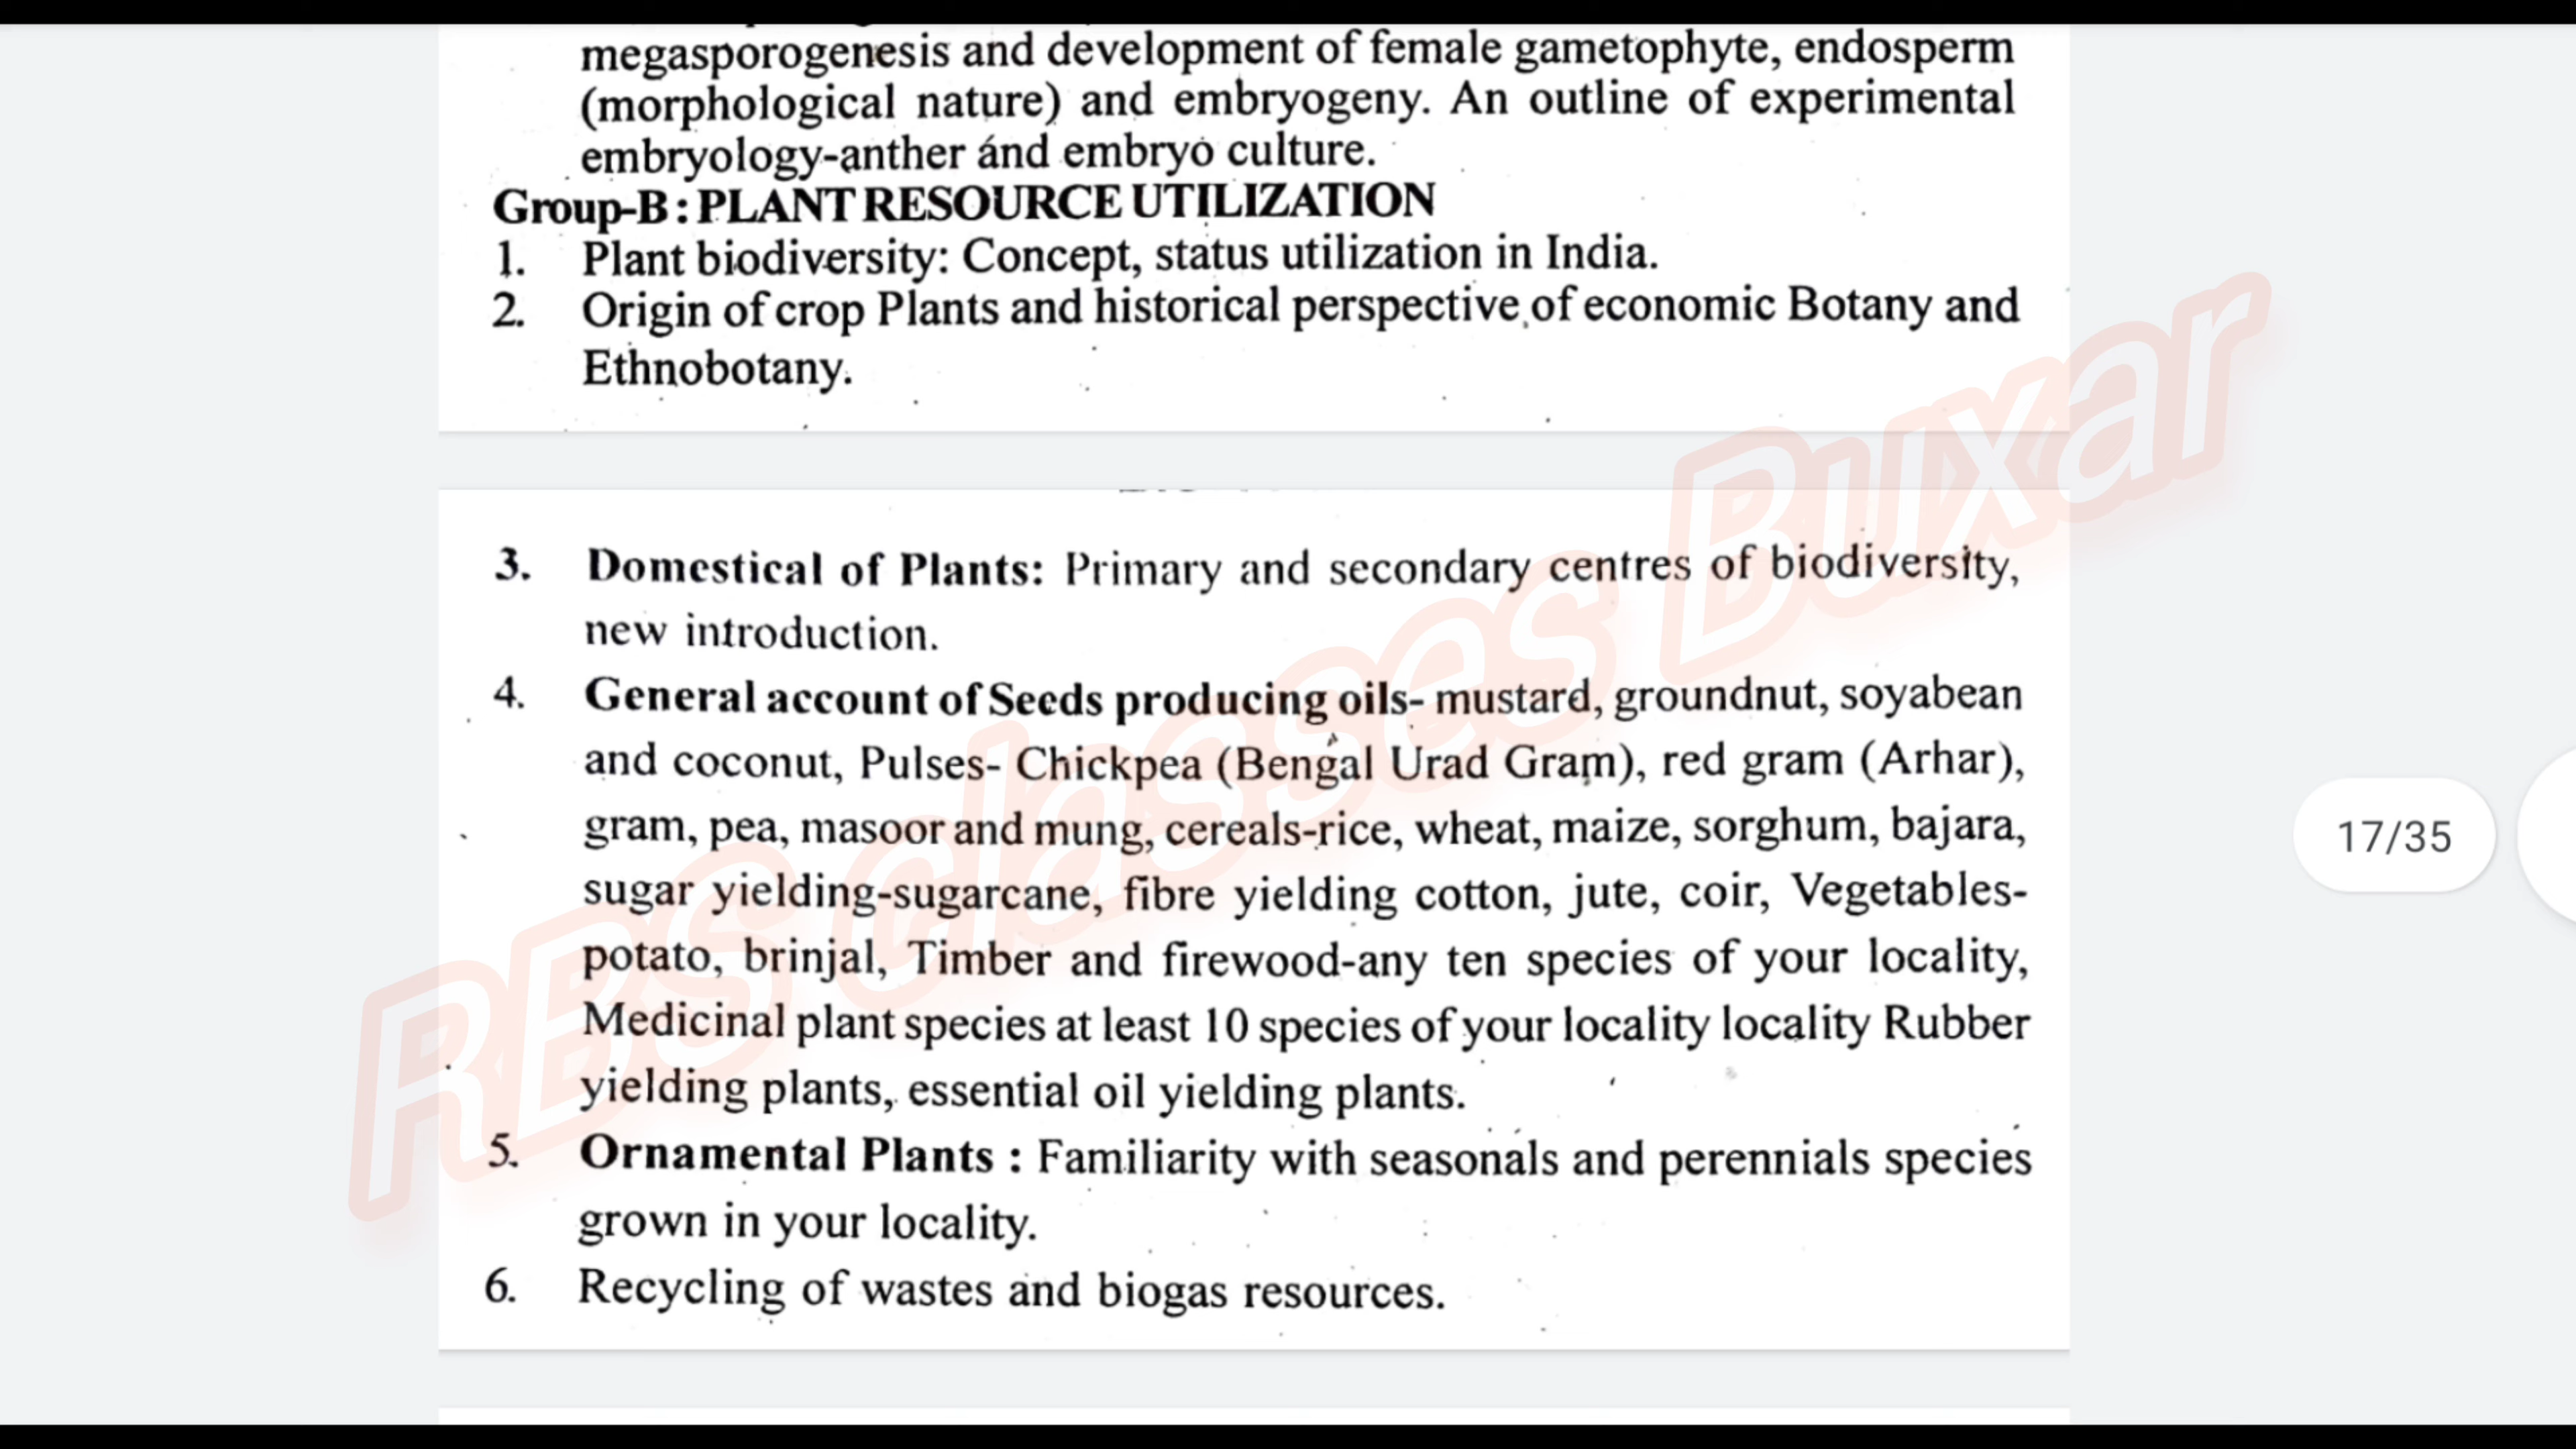 megasporogenesis and development of female gametophyte, endosperm
(morphological nature) and embryogeny. An outline of experimental
embryology-anther ánd embryo culture.
Group-B : PLANT RESOURCE UTILIZATION
1. Plant biodiversity: Concept, status utilization in India.
2. Origin of crop Plants and historical perspective of economic Botany and
Ethnobotany.
3. Domestical of Plants: Primary and secondary centres of biodiversity,
new introduction.
4. General account of Seeds producing oils- mustard, groundnut, soyabean
and coconut, Pulses- Chickpea (Bengal Urad Gram), red gram (Arhar),
gram, pea, masoor and mung, cereals-rice, wheat, maize, sorghum, bajara,
sugar yielding-sugarcane, fibre yielding cotton, jute, coir, Vegetables-
potato, brinjal, Timber and firewood-any ten species of your locality,
Medicinal plant species at least 10 species of your locality locality Rubber
yielding plants, essential oil yielding plants.
5. Ornamental Plants : Familiarity with seasonals and perennials species
grown in your locality.
6. Recycling of wastes and biogas resources.
17/35
RBS classes Buxar